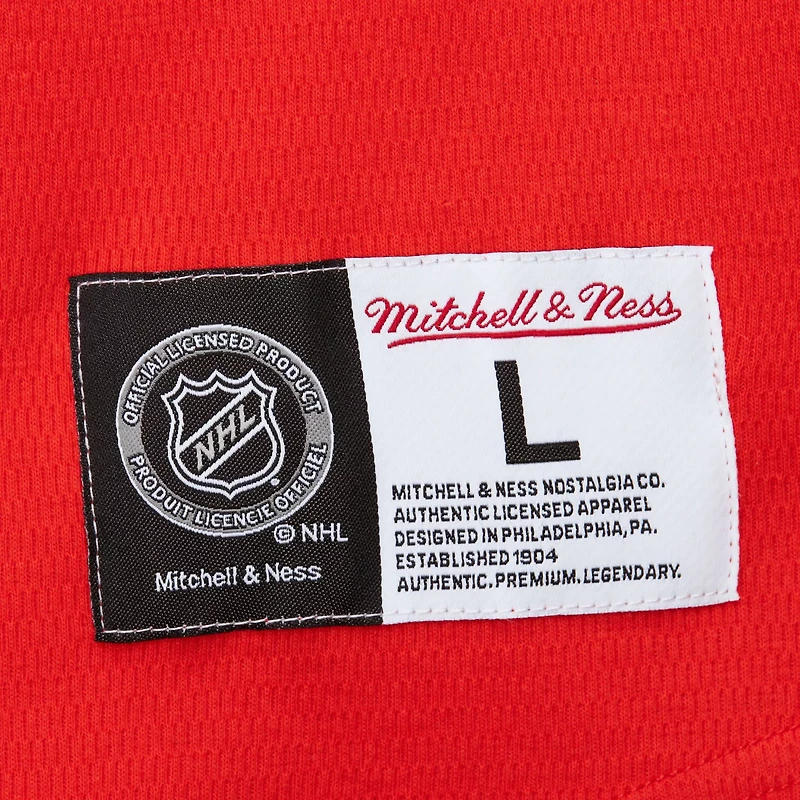 OFFICIAL LICENSED PRODUCT
NHL
PRODUIT LICENCIE OFFICIEL
© NHL
Mitchell & Ness
Mitchell & Ness
L
MITCHELL & NESS NOSTALGIA CO.
AUTHENTIC LICENSED APPAREL
DESIGNED IN PHILADELPHIA, PA.
ESTABLISHED 1904
AUTHENTIC. PREMIUM. LEGENDARY.